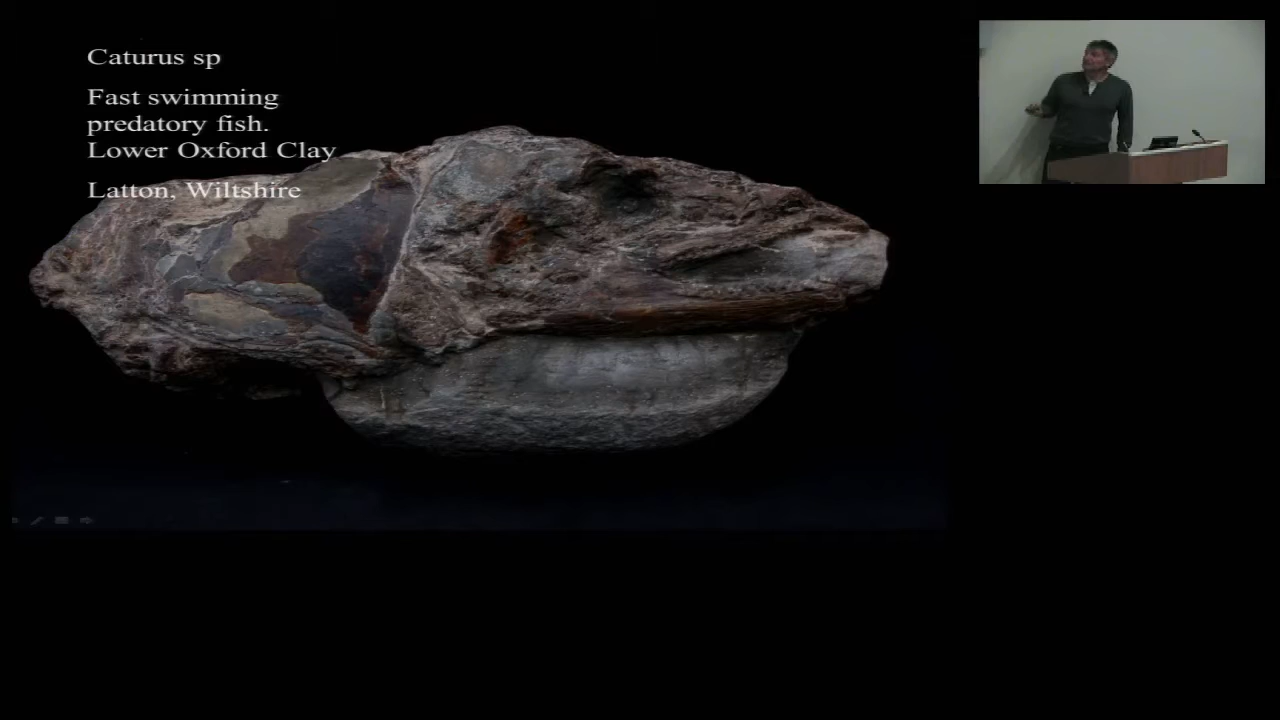 Caturus sp
Fast swimming
predatory fish.
Lower Oxford Clay
Latton, Wiltshire